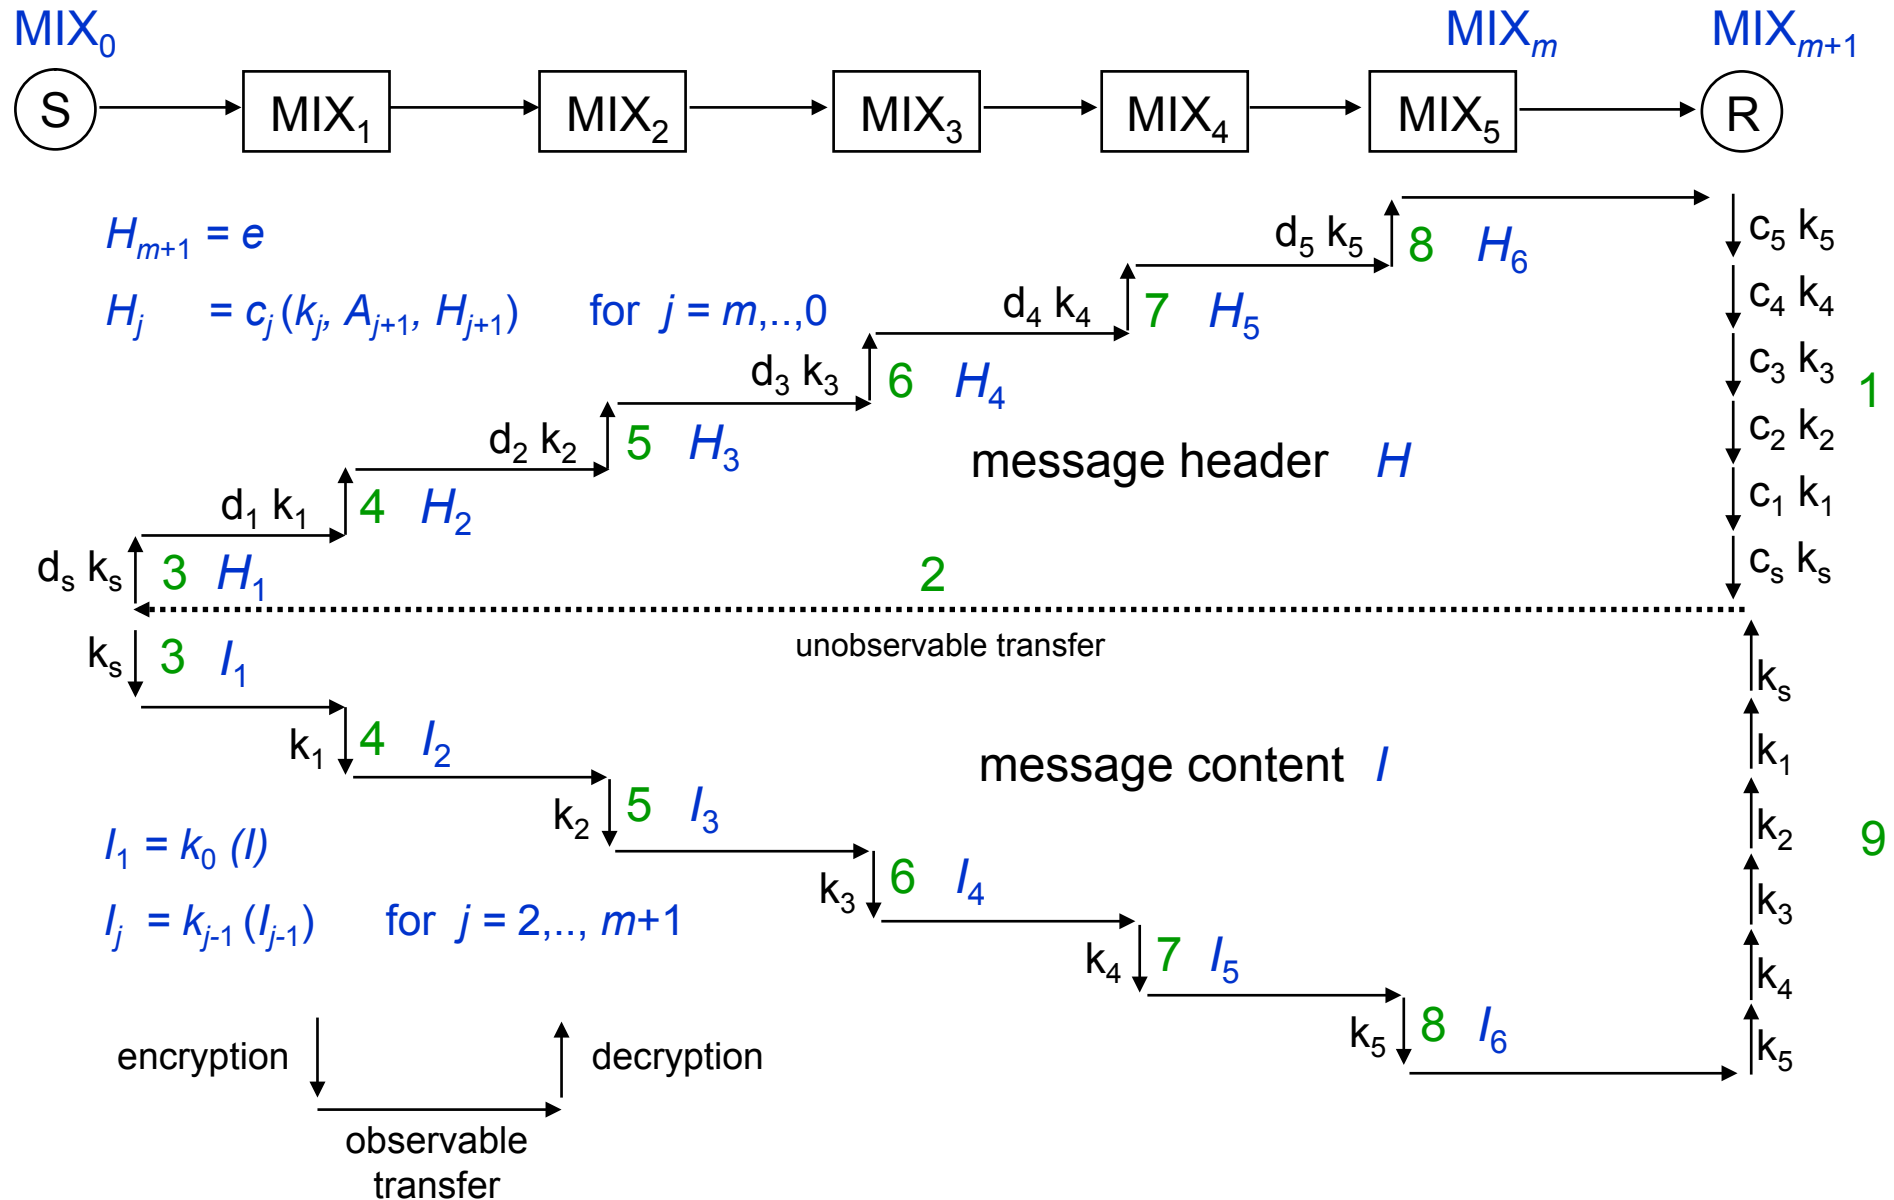 MIX₀ MIXₘ MIXₘ₊₁
S MIX₁ MIX₂ MIX₃ MIX₄ MIX₅ R
Hₘ₊₁ = e
Hⱼ = cⱼ (kⱼ, Aⱼ₊₁, Hⱼ₊₁) for j = m,..,0
d₅ k₅ 8 H₆
d₄ k₄ 7 H₅
d₃ k₃ 6 H₄
d₂ k₂ 5 H₃
d₁ k₁ 4 H₂
dₛ kₛ 3 H₁
message header H
c₅ k₅
c₄ k₄
c₃ k₃
c₂ k₂
c₁ k₁
cₛ kₛ
1
2
unobservable transfer
kₛ 3 I₁
k₁ 4 I₂
k₂ 5 I₃
k₃ 6 I₄
k₄ 7 I₅
k₅ 8 I₆
message content I
kₛ
k₁
k₂
k₃
k₄
k₅
9
I₁ = k₀ (I)
Iⱼ = kⱼ₋₁ (Iⱼ₋₁) for j = 2,.., m+1
encryption decryption
observable
transfer